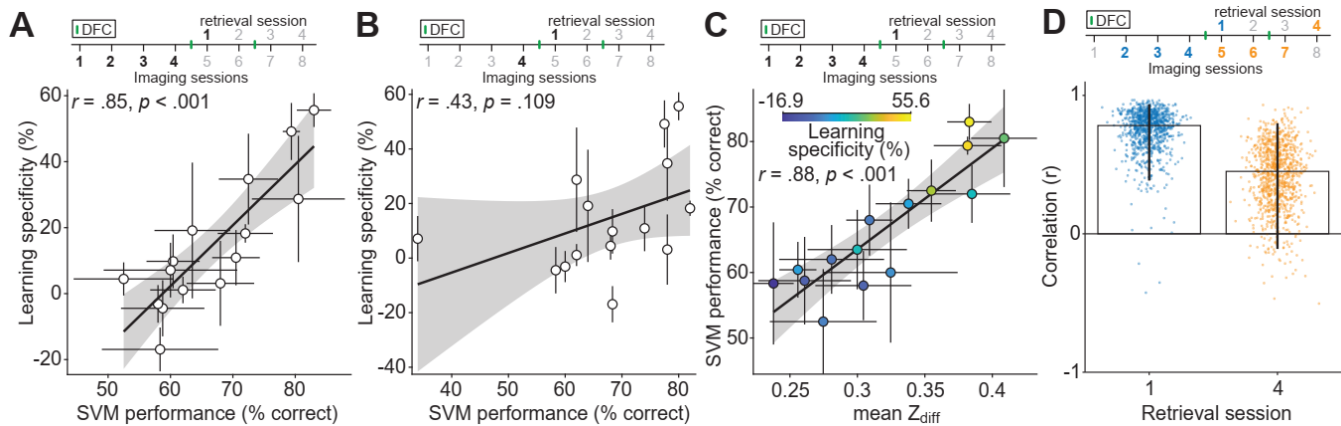 A
DFC
retrieval session
1 2 3 4
1 2 3 4 5 6 7 8
Imaging sessions
r = .85, p < .001
Learning specificity (%)
60
40
20
0
-20
50 60 70 80
SVM performance (% correct)
B
DFC
retrieval session
1 2 3 4
1 2 3 4 5 6 7 8
Imaging sessions
r = .43, p = .109
Learning specificity (%)
60
40
20
0
-20
-40
40 50 60 70 80
SVM performance (% correct)
C
DFC
retrieval session
1 2 3 4
1 2 3 4 5 6 7 8
Imaging sessions
-16.9 55.6
Learning
specificity (%)
r = .88, p < .001
SVM performance (% correct)
80
70
60
50
0.25 0.3 0.35 0.4
mean Zdiff
D
DFC
retrieval session
1 2 3 4
1 2 3 4 5 6 7 8
Imaging sessions
Correlation (r)
1
0
-1
1 4
Retrieval session